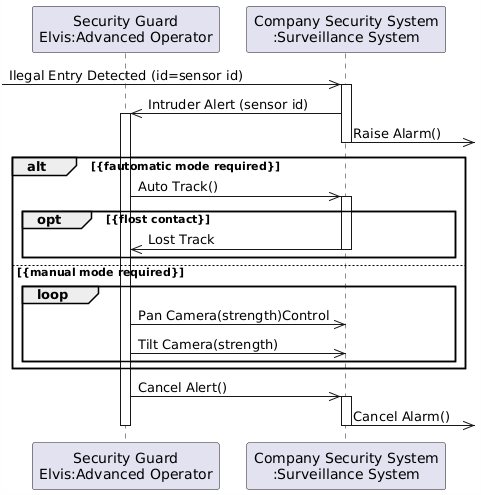 Security Guard
Elvis:Advanced Operator
Company Security System
:Surveillance System
Ilegal Entry Detected (id=sensor id)
Intruder Alert (sensor id)
Raise Alarm()
alt
[{fautomatic mode required}]
Auto Track()
opt
[{flost contact}]
Lost Track
[{manual mode required}]
loop
Pan Camera(strength)Control
Tilt Camera(strength)
Cancel Alert()
Cancel Alarm()
Security Guard
Elvis:Advanced Operator
Company Security System
:Surveillance System